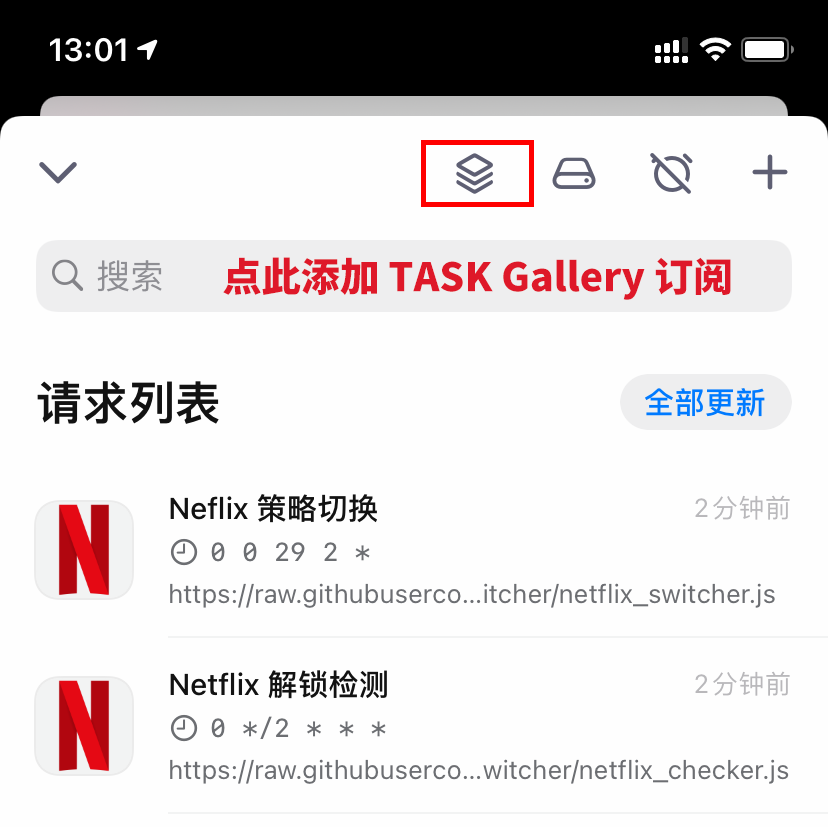 13:01
搜索
点此添加 TASK Gallery 订阅
请求列表
全部更新
Neflix 策略切换
2分钟前
0 0 29 2 *
https://raw.githubuserco...itcher/netflix_switcher.js
Netflix 解锁检测
2分钟前
0 */2 * * *
https://raw.githubuserco...witcher/netflix_checker.js